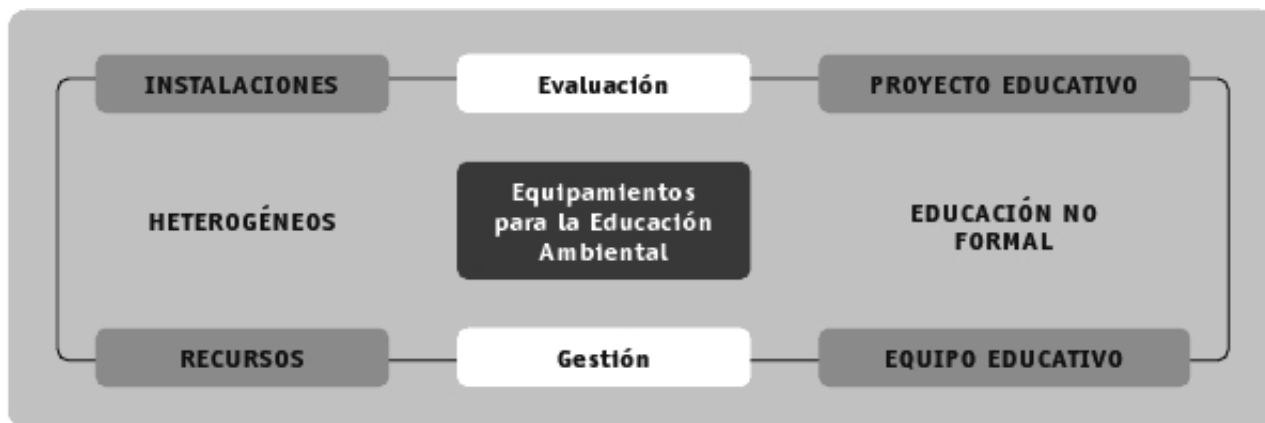 INSTALACIONES
Evaluación
PROYECTO EDUCATIVO
HETEROGÉNEOS
Equipamientos
para la Educación
Ambiental
EDUCACIÓN NO
FORMAL
RECURSOS
Gestión
EQUIPO EDUCATIVO